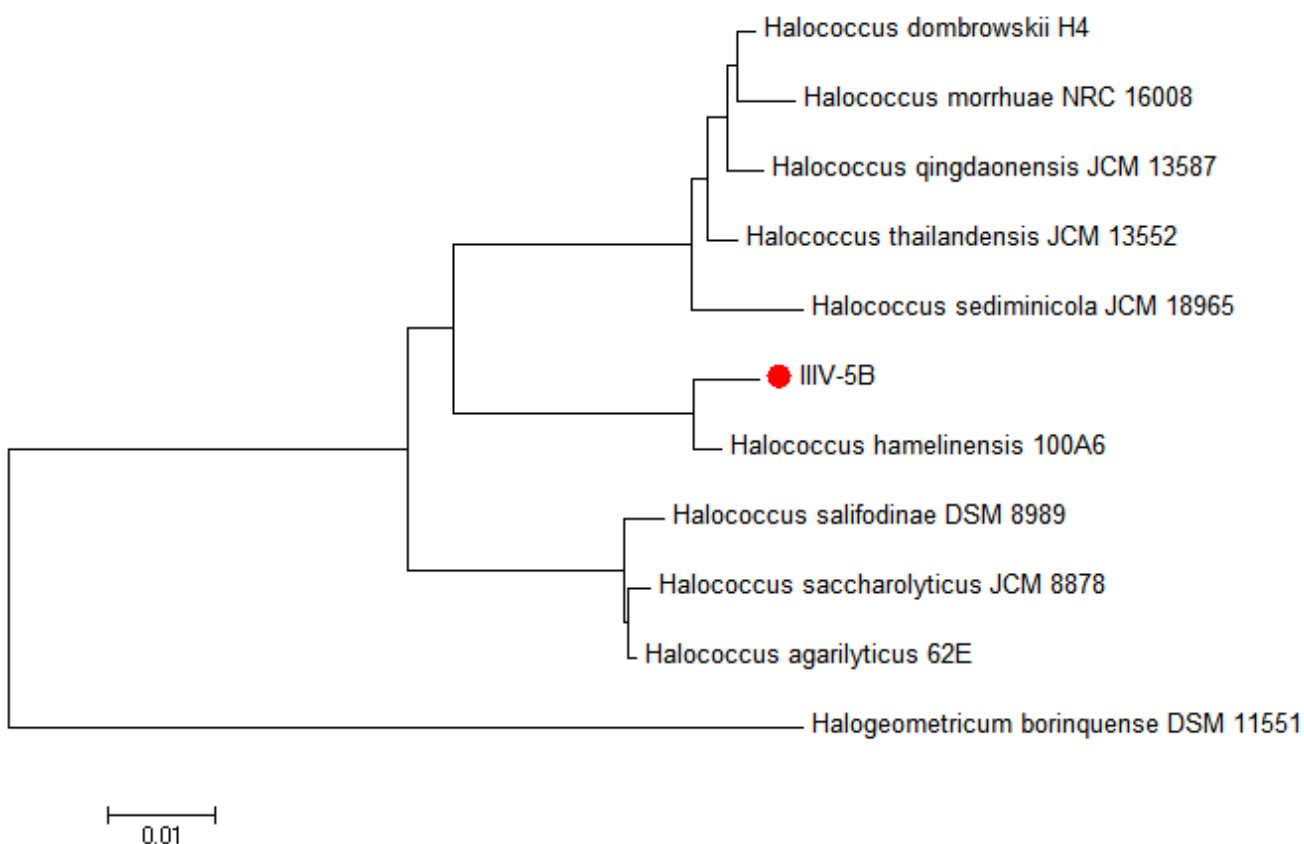 Halococcus dombrowskii H4
Halococcus morrhuae NRC 16008
Halococcus qingdaonensis JCM 13587
Halococcus thailandensis JCM 13552
Halococcus sediminicola JCM 18965
IIIV-5B
Halococcus hamelinensis 100A6
Halococcus salifodinae DSM 8989
Halococcus saccharolyticus JCM 8878
Halococcus agarilyticus 62E
Halogeometricum borinquense DSM 11551
0.01